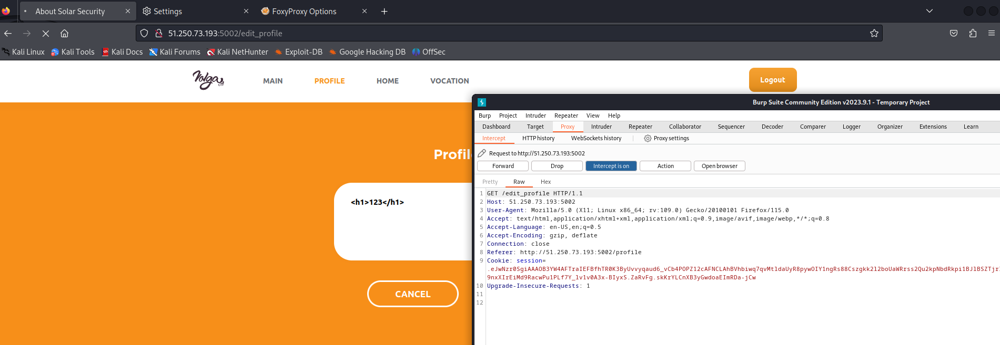 About Solar Security
Settings
FoxyProxy Options
51.250.73.193:5002/edit_profile
Kali Linux Kali Tools Kali Docs Kali Forums Kali NetHunter Exploit-DB Google Hacking DB OffSec
Volga CTF
MAIN PROFILE HOME VOCATION
Logout
Profil
<h1>123</h1>
CANCEL
Burp Suite Community Edition v2023.9.1 - Temporary Project
Burp Project Intruder Repeater View Help
Dashboard Target Proxy Intruder Repeater Collaborator Sequencer Decoder Comparer Logger Organizer Extensions Learn
Intercept HTTP history WebSockets history Proxy settings
Request to http://51.250.73.193:5002
Forward Drop Intercept is on Action Open browser
Pretty Raw Hex
1 GET /edit_profile HTTP/1.1
2 Host: 51.250.73.193:5002
3 User-Agent: Mozilla/5.0 (X11; Linux x86_64; rv:109.0) Gecko/20100101 Firefox/115.0
4 Accept: text/html,application/xhtml+xml,application/xml;q=0.9,image/avif,image/webp,*/*;q=0.8
5 Accept-Language: en-US,en;q=0.5
6 Accept-Encoding: gzip, deflate
7 Connection: close
8 Referer: http://51.250.73.193:5002/profile
9 Cookie: session=
.eJwNzr0SgiAAAOB3YW4AFTraIEFBfhTR0K3ByUvvyqaud6_vCb4POPZ12cAFNCLAhBVhbiwq7qvMtldaUyR8pywOIY1ngRs88Cszgkk2l2boUaWRrss2Qu2kpNbdRkpi1BJlBSZTjr
9nxXIrEiMd9RacwPu1PLf7Y_lv1v0A3x-BIyxS.ZaRvFg.skKrYLCnXB3yGwdoaEImRDa-jCw
10 Upgrade-Insecure-Requests: 1
11
12